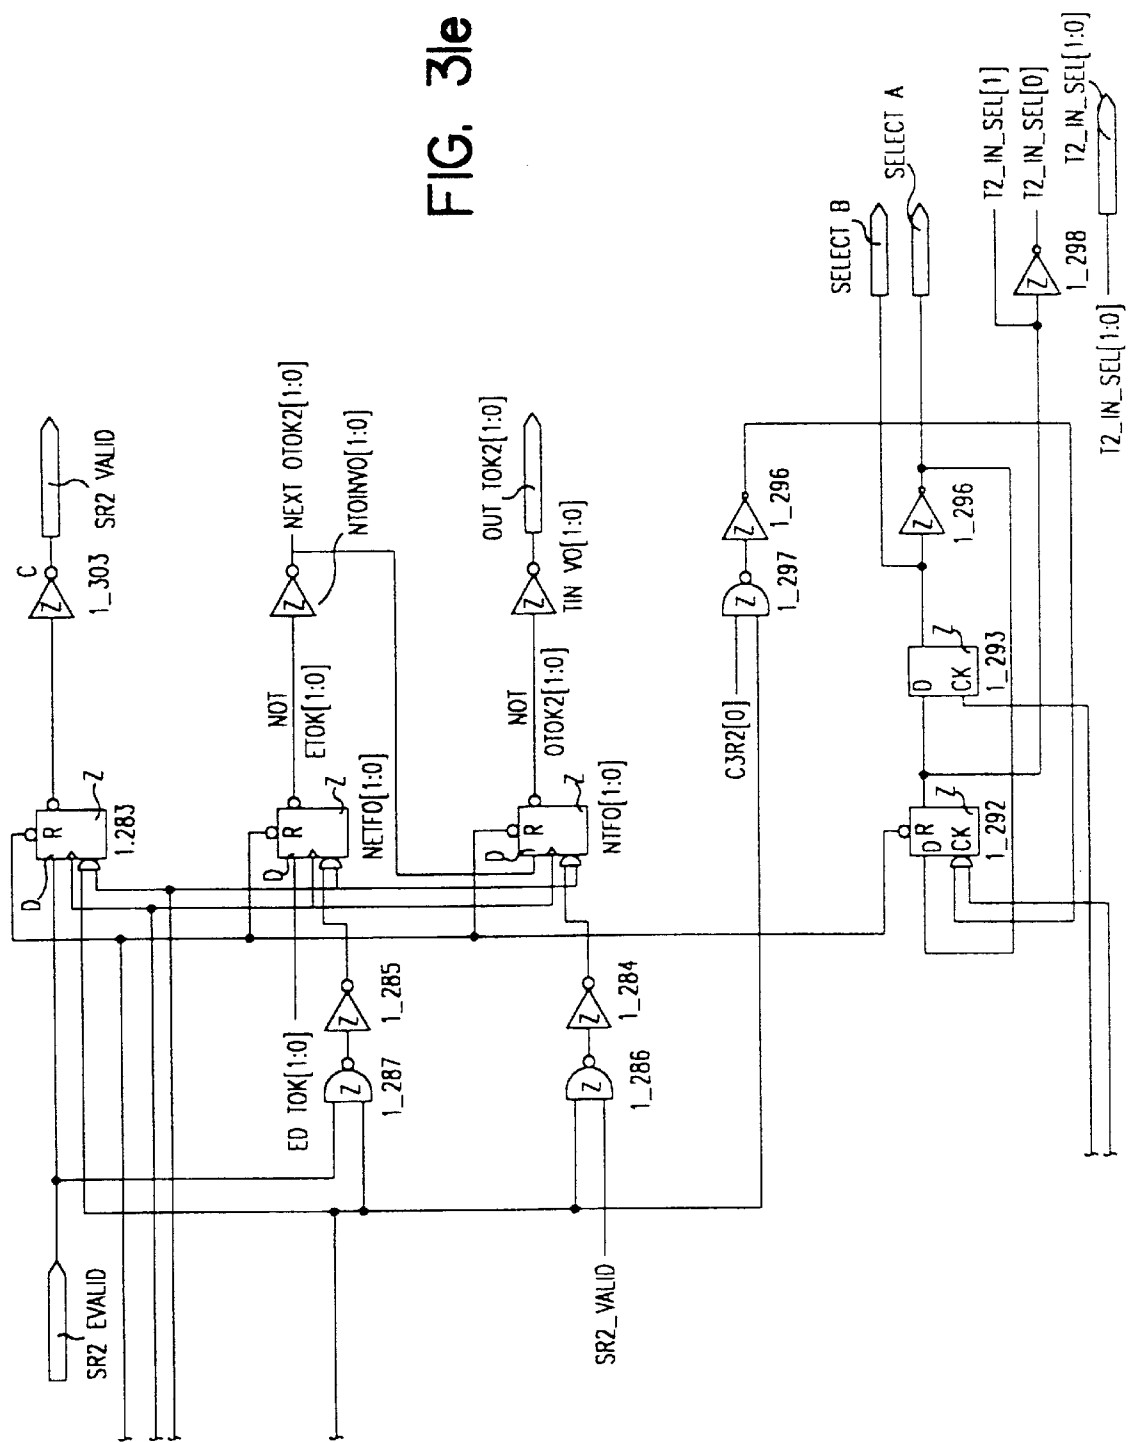 FIG. 31e
SR2 EVALID
D
R
1.283
Z
Z
C
1_303
SR2 VALID
ED TOK[1:0]
D
R
Z
NETFO[1:0]
NOT
ETOK[1:0]
Z
NEXT OTOK2[1:0]
NTOINVO[1:0]
Z
1_287
Z
1_285
D
R
Z
NTFO[1:0]
NOT
OTOK2[1:0]
Z
TIN VO[1:0]
OUT TOK2[1:0]
Z
1_286
Z
1_284
SR2_VALID
C3R2[0]
Z
1_297
Z
1_296
D
R
CK
Z
1_292
D
CK
Z
1_293
Z
1_296
SELECT B
SELECT A
T2_IN_SEL[1]
T2_IN_SEL[0]
Z
1_298
T2_IN_SEL[1:0]
T2_IN_SEL[1:0]